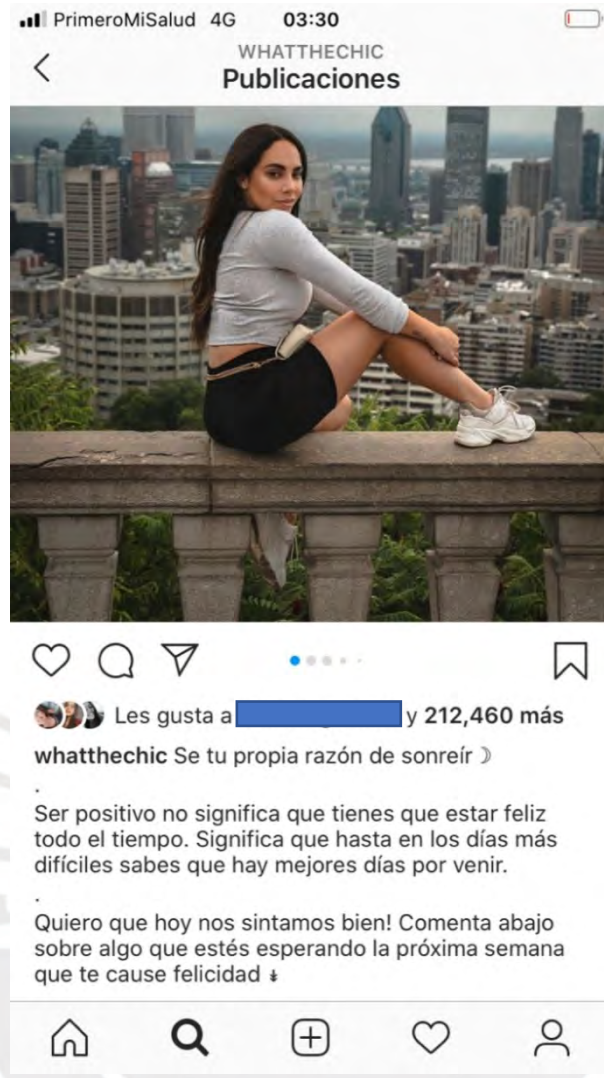 PrimeroMiSalud 4G 03:30
WHATTHECHIC
Publicaciones
Les gusta a y 212,460 más
whatthechic Se tu propia razón de sonreír ☽
.
Ser positivo no significa que tienes que estar feliz
todo el tiempo. Significa que hasta en los días más
difíciles sabes que hay mejores días por venir.
.
Quiero que hoy nos sintamos bien! Comenta abajo
sobre algo que estés esperando la próxima semana
que te cause felicidad ↡